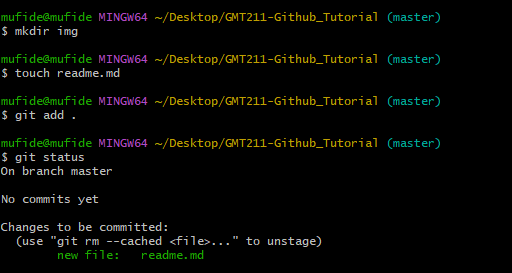 mufide@mufide MINGW64 ~/Desktop/GMT211-Github_Tutorial (master)
$ mkdir img
mufide@mufide MINGW64 ~/Desktop/GMT211-Github_Tutorial (master)
$ touch readme.md
mufide@mufide MINGW64 ~/Desktop/GMT211-Github_Tutorial (master)
$ git add .
mufide@mufide MINGW64 ~/Desktop/GMT211-Github_Tutorial (master)
$ git status
On branch master
No commits yet
Changes to be committed:
  (use "git rm --cached <file>..." to unstage)
        new file:   readme.md